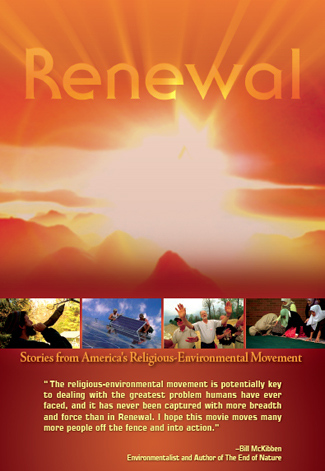 Renewal
Stories from America's Religious-Environmental Movement
"The religious-environmental movement is potentially key
to dealing with the greatest problem humans have ever
faced, and it has never been captured with more breadth
and force than in Renewal. I hope this movie moves many
more people off the fence and into action."
–Bill McKibben
Environmentalist and Author of The End of Nature